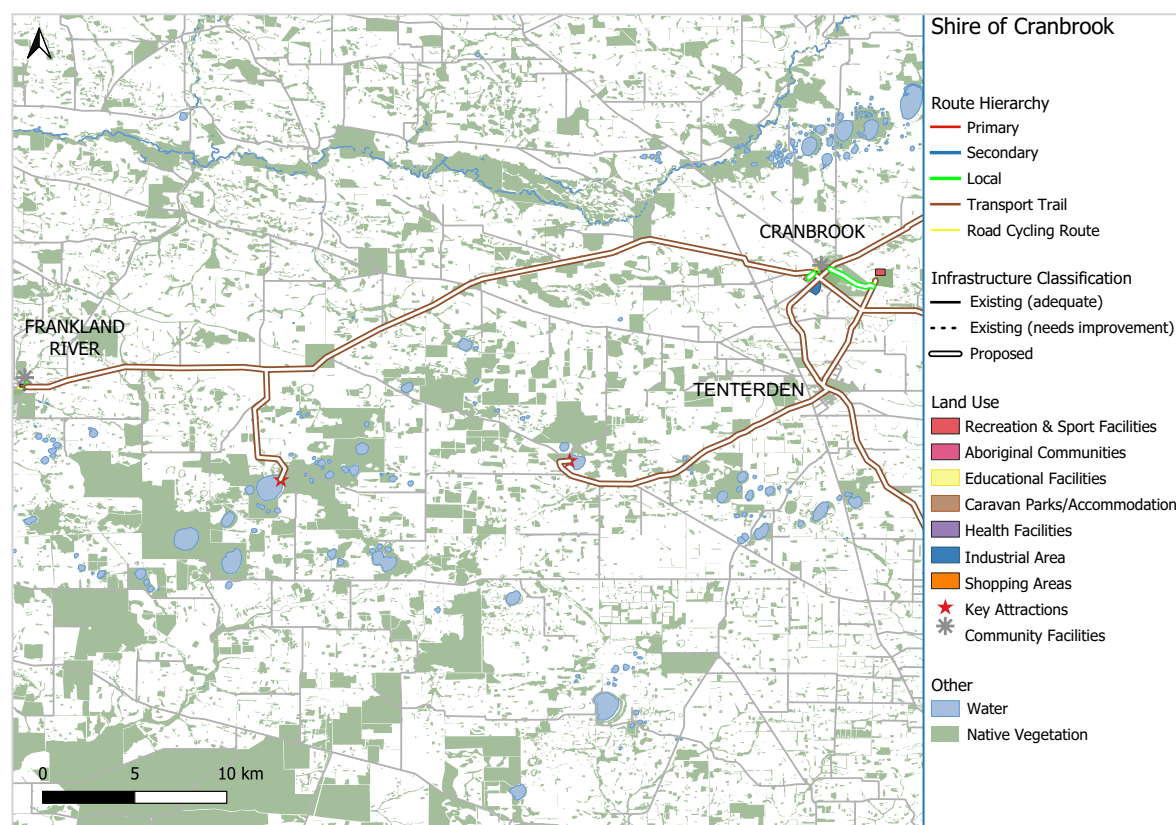 Shire of Cranbrook
Route Hierarchy
Primary
Secondary
Local
Transport Trail
Road Cycling Route
Infrastructure Classification
Existing (adequate)
Existing (needs improvement)
Proposed
Land Use
Recreation & Sport Facilities
Aboriginal Communities
Educational Facilities
Caravan Parks/Accommodation
Health Facilities
Industrial Area
Shopping Areas
Key Attractions
Community Facilities
Other
Water
Native Vegetation
CRANBROOK
FRANKLAND
RIVER
TENTERDEN
0 5 10 km